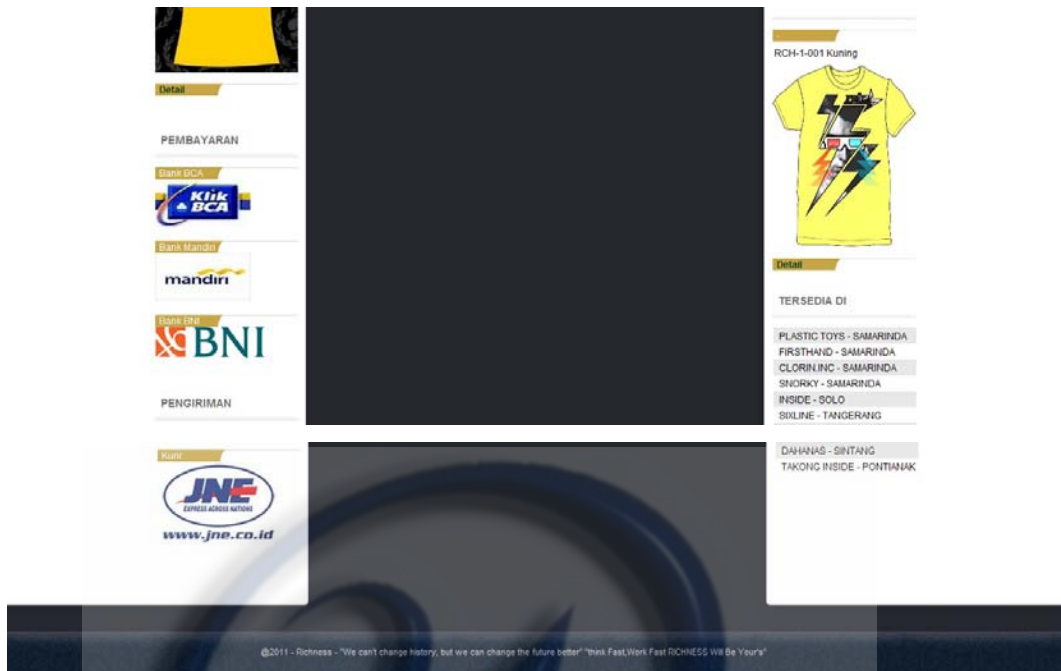 Detail
PEMBAYARAN
Bank BCA
Klik
BCA
Bank Mandiri
mandiri
Bank BNI
BNI
PENGIRIMAN
Kurir
JNE
EXPRESS ACROSS NATIONS
www.jne.co.id
RCH-1-001 Kuning
Detail
TERSEDIA DI
PLASTIC TOYS - SAMARINDA
FIRSTHAND - SAMARINDA
CLORIN.INC - SAMARINDA
SNORKY - SAMARINDA
INSIDE - SOLO
SIXLINE - TANGERANG
DAHANAS - SINTANG
TAKONG INSIDE - PONTIANAK
@2011 - Richness - "We can't change history, but we can change the future better" "think Fast,Work Fast RICHNESS Will Be Your's"